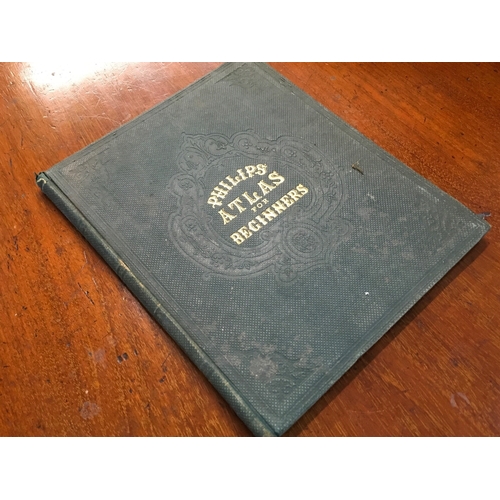 PHILIPS'
ATLAS
FOR
BEGINNERS